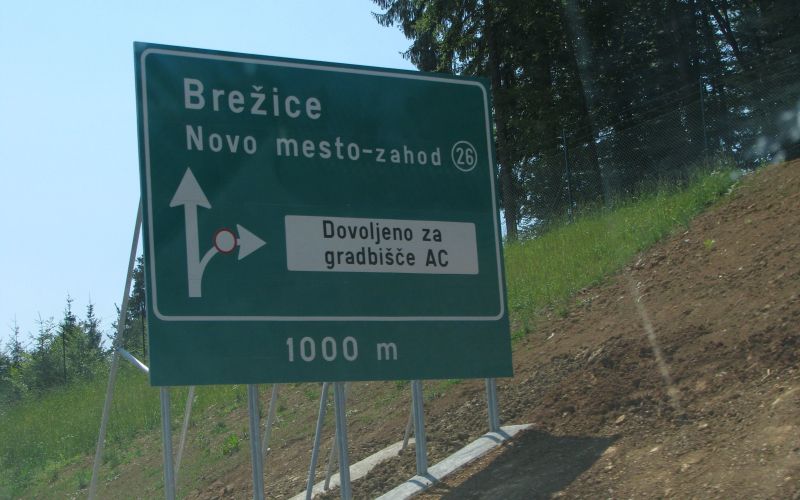 Brežice
Novo mesto-zahod 26
Dovoljeno za
gradbišče AC
1000 m